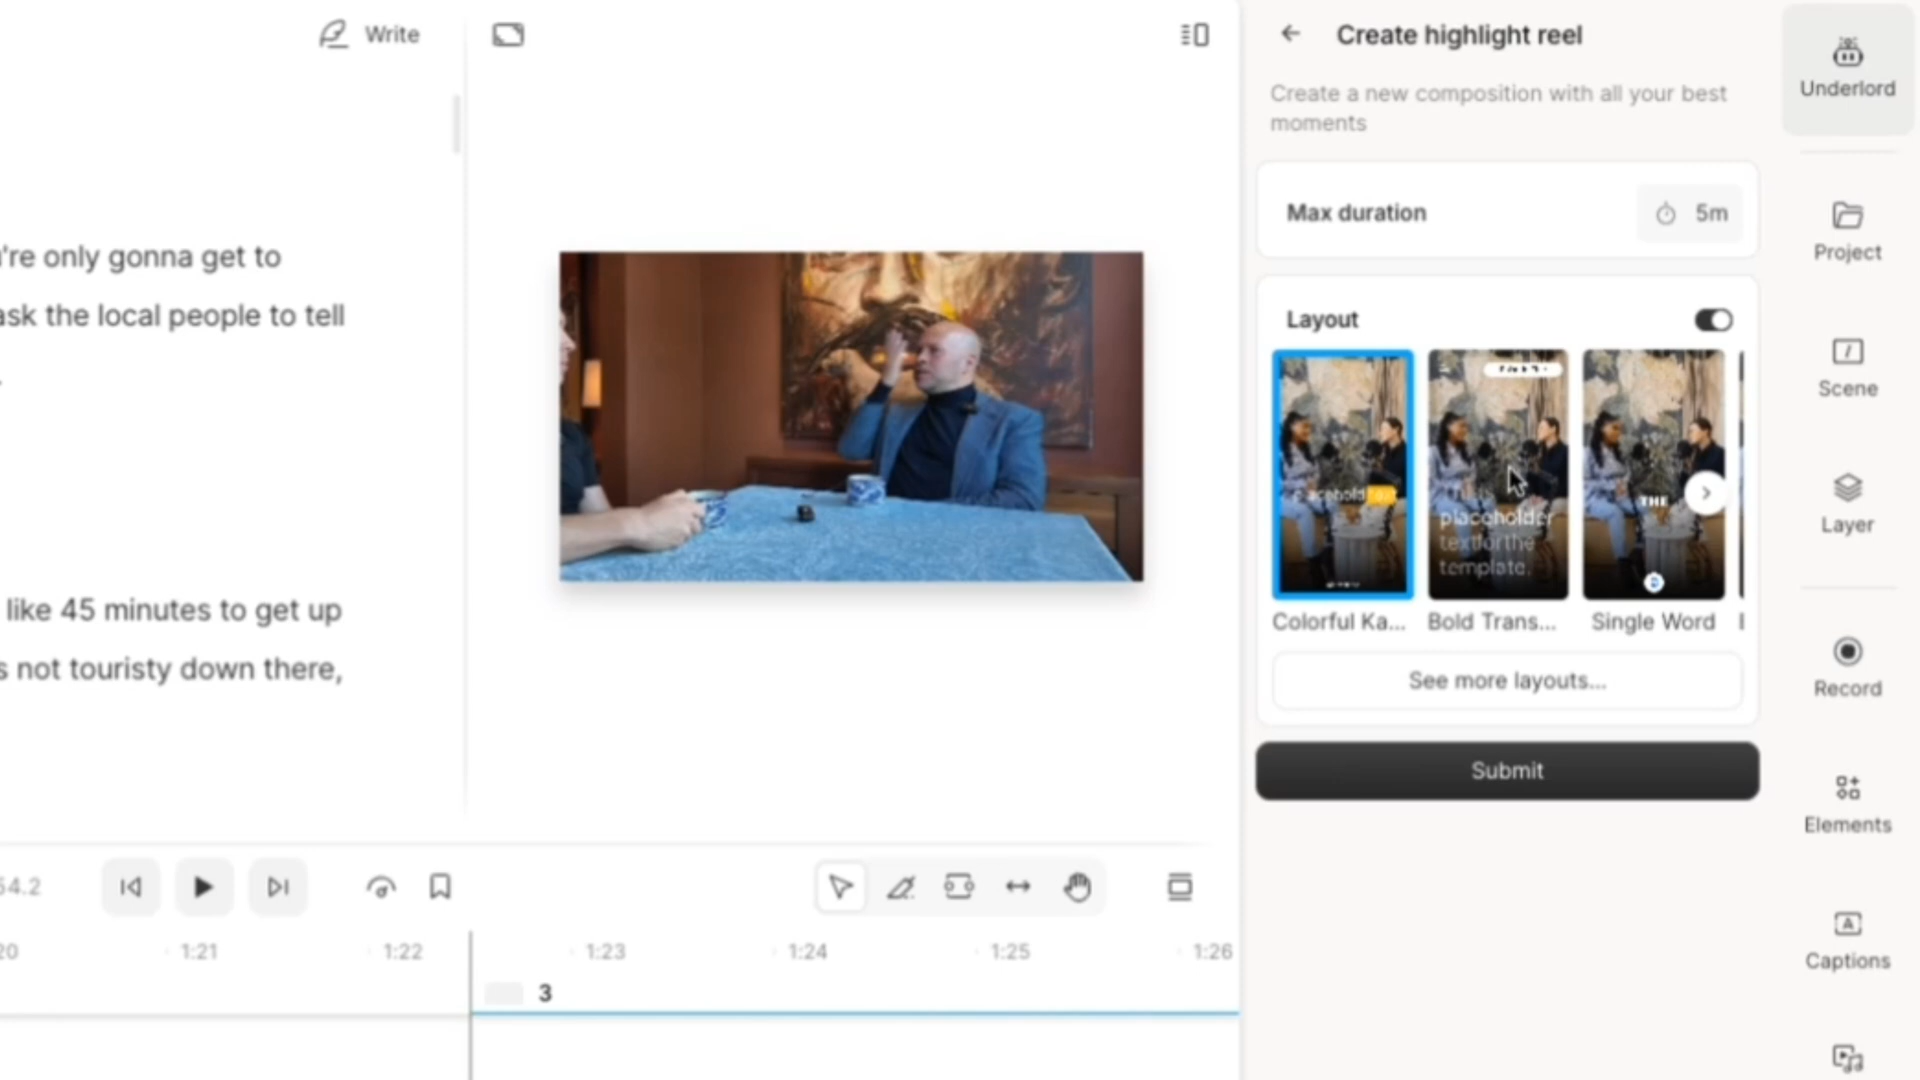 Write
're only gonna get to
ask the local people to tell
like 45 minutes to get up
s not touristy down there,
Create highlight reel
Create a new composition with all your best
moments
Max duration
5m
Layout
placeholder
text for the
template.
THE
Colorful Ka...
Bold Trans...
Single Word
See more layouts...
Submit
Underlord
Project
Scene
Layer
Record
Elements
Captions
54.2
20
1:21
1:22
1:23
1:24
1:25
1:26
3